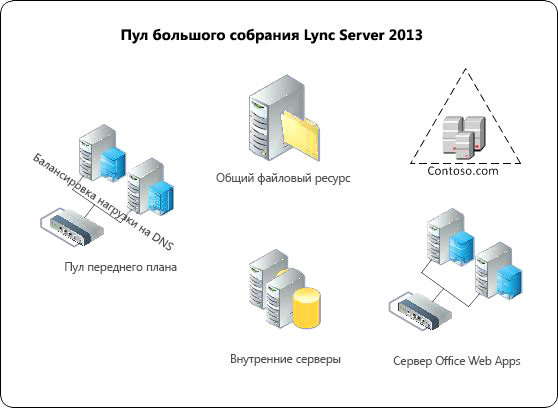 Пул большого собрания Lync Server 2013
Балансировка нагрузки на DNS
Пул переднего плана
Общий файловый ресурс
Contoso.com
Внутренние серверы
Сервер Office Web Apps